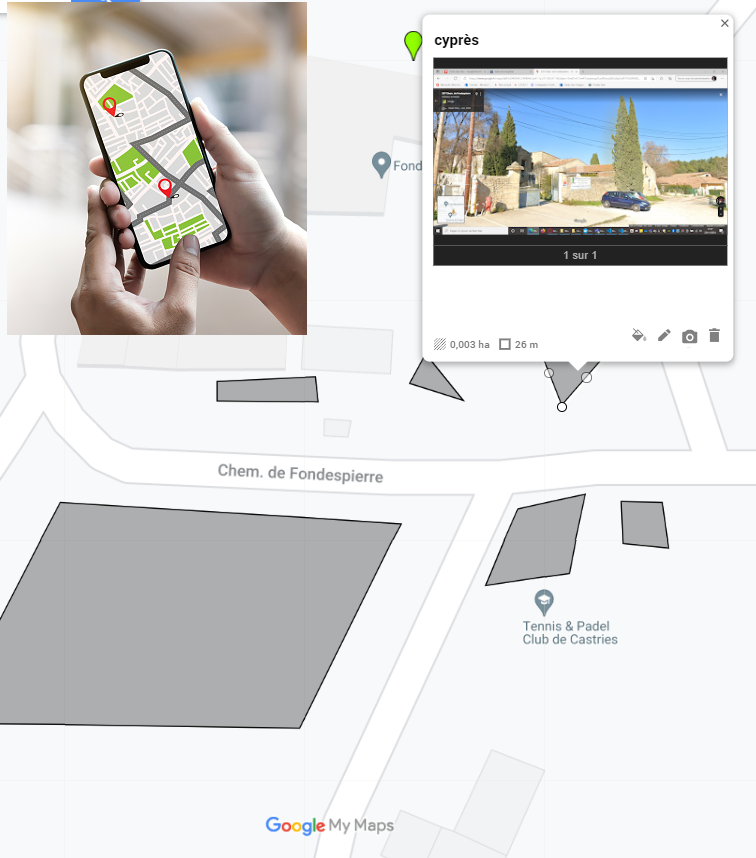 cyprès
Fond
1 sur 1
0,003 ha
26 m
Chem. de Fondespierre
Tennis & Padel
Club de Castries
Google My Maps